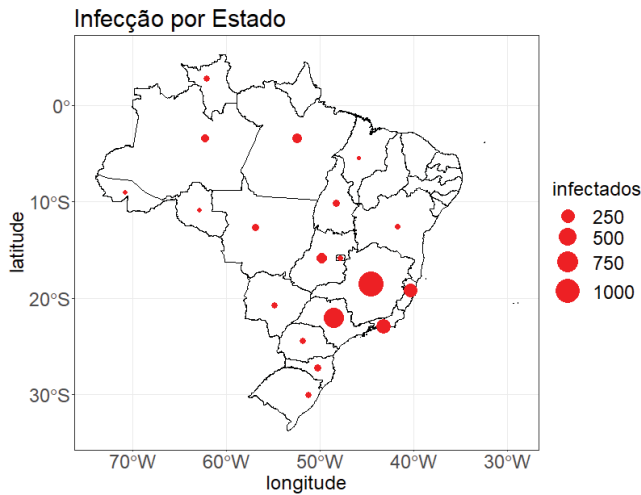 Infecção por Estado
latitude
0°
10°S
20°S
30°S
70°W
60°W
50°W
40°W
30°W
longitude
infectados
250
500
750
1000